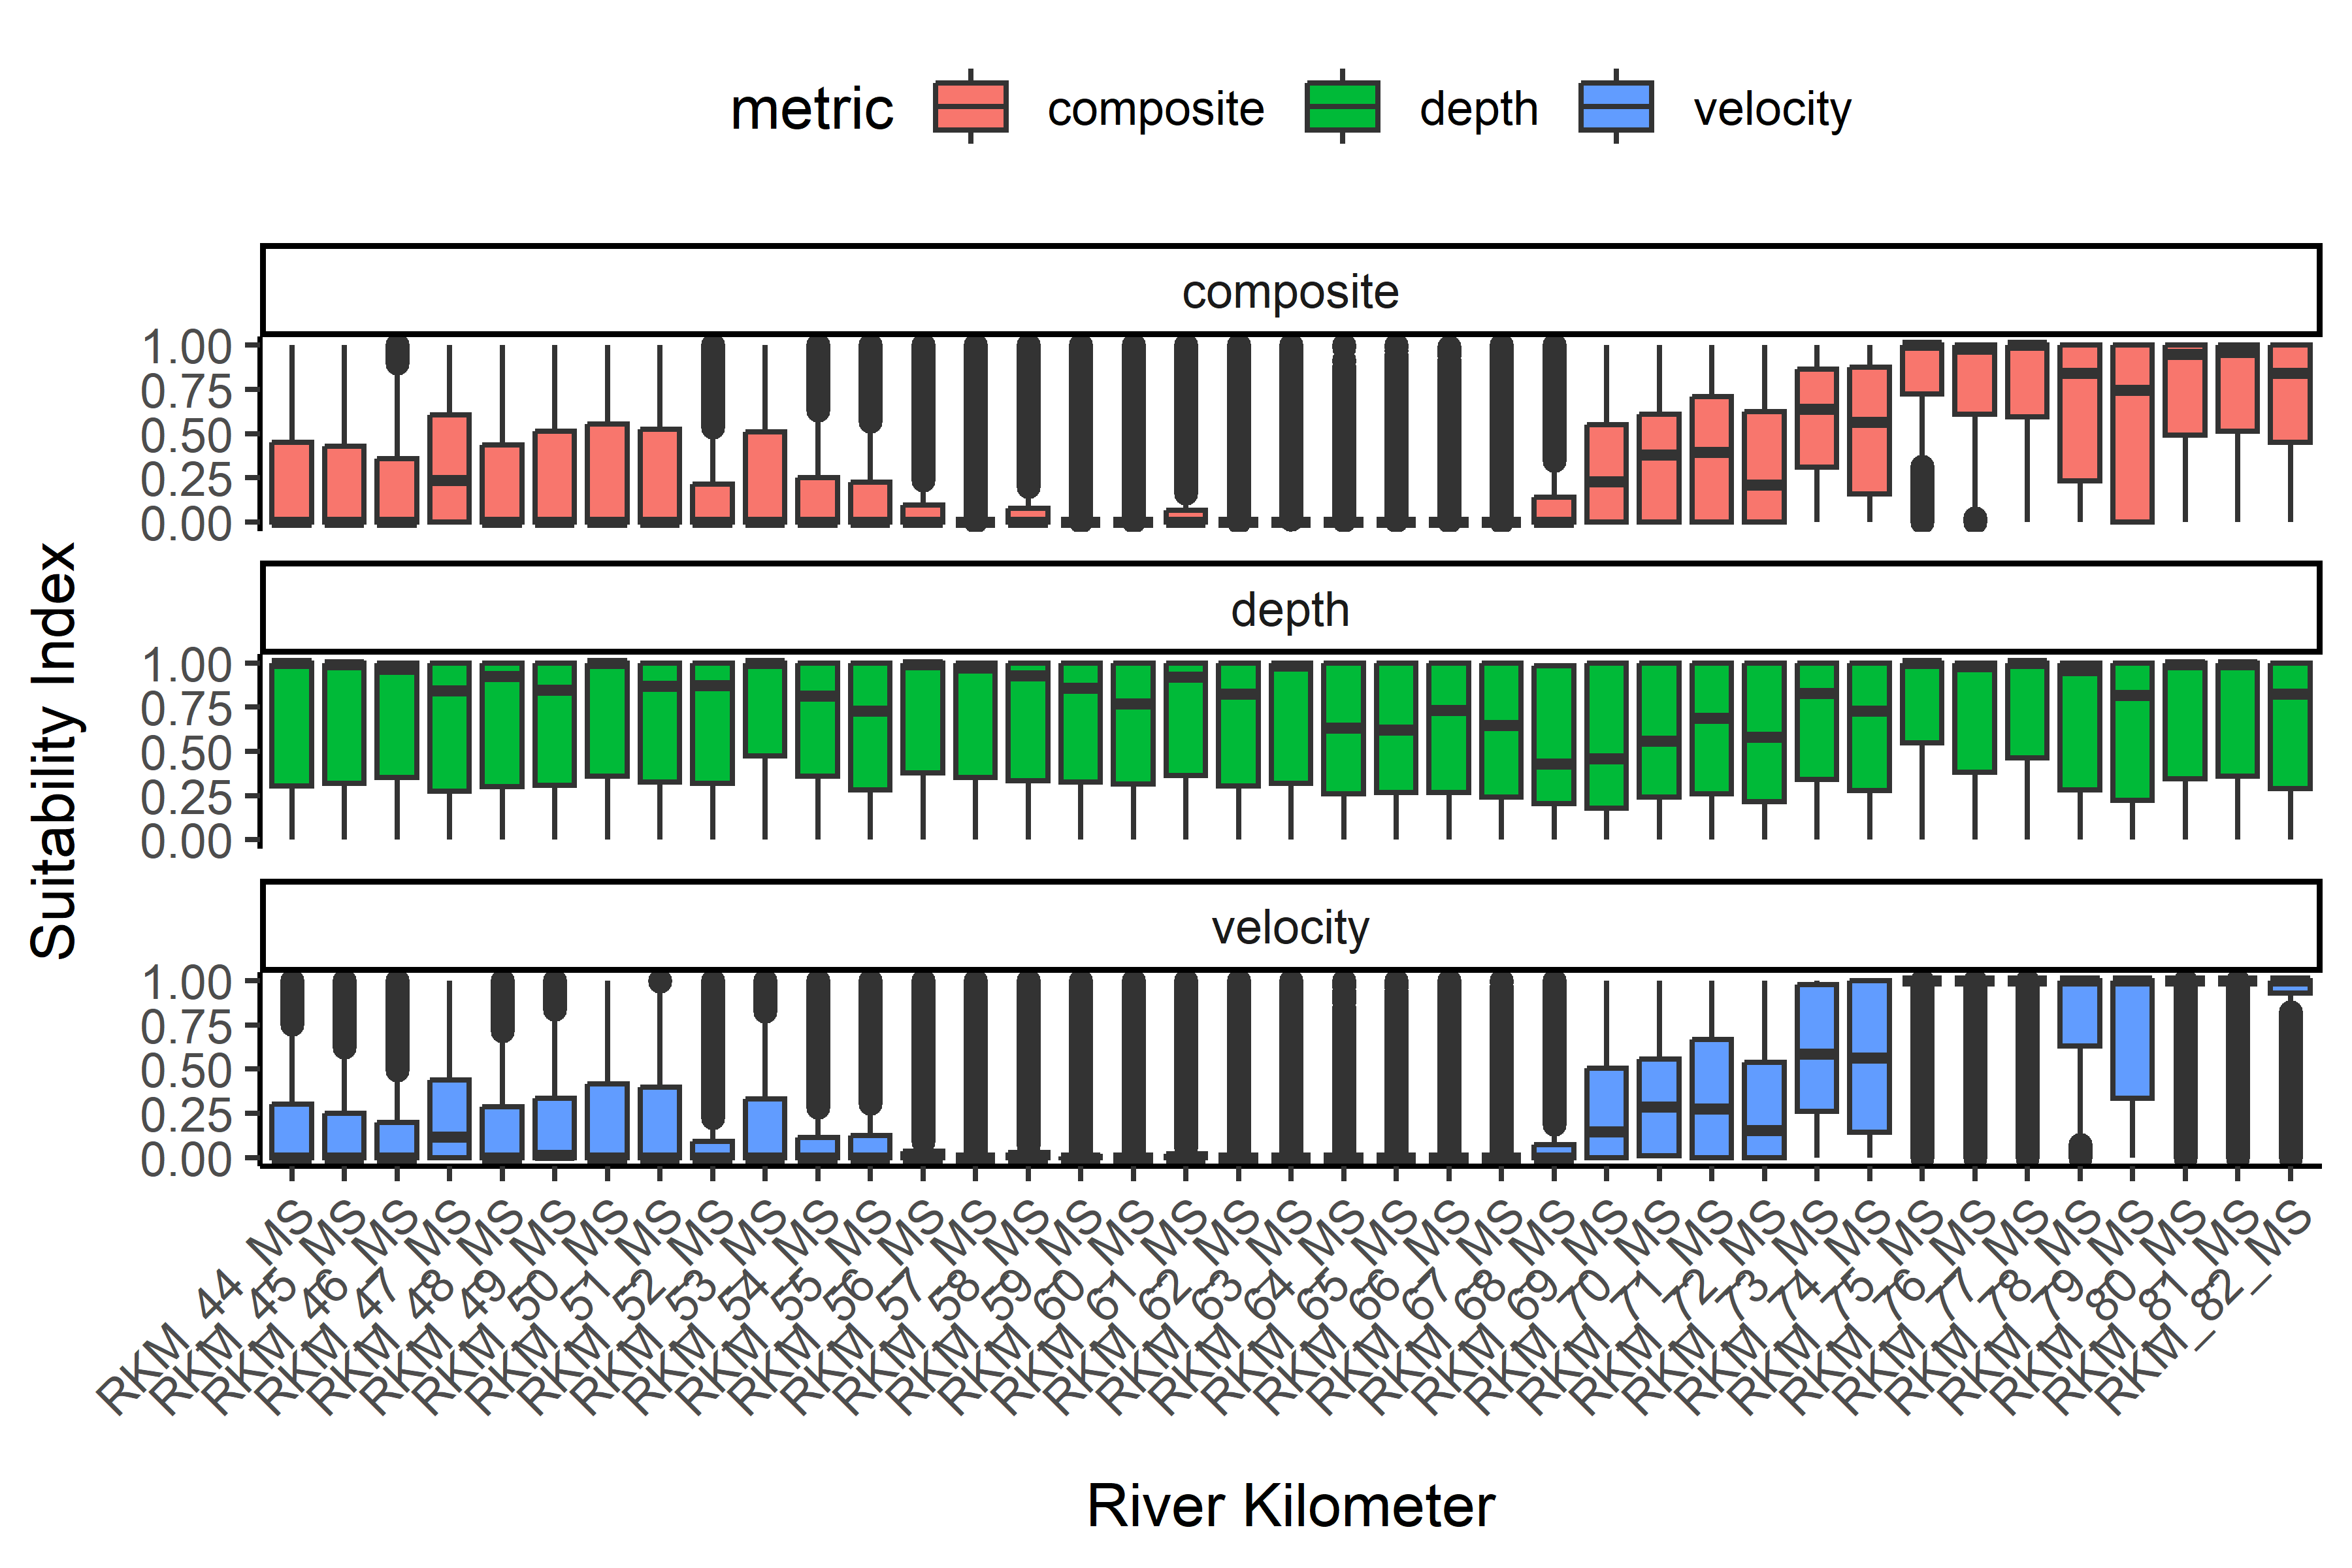 metric composite depth velocity
composite
1.00
0.75
0.50
0.25
0.00
depth
1.00
0.75
0.50
0.25
0.00
velocity
1.00
0.75
0.50
0.25
0.00
Suitability Index
RKM_44_MS
RKM_45_MS
RKM_46_MS
RKM_47_MS
RKM_48_MS
RKM_49_MS
RKM_50_MS
RKM_51_MS
RKM_52_MS
RKM_53_MS
RKM_54_MS
RKM_55_MS
RKM_56_MS
RKM_57_MS
RKM_58_MS
RKM_59_MS
RKM_60_MS
RKM_61_MS
RKM_62_MS
RKM_63_MS
RKM_64_MS
RKM_65_MS
RKM_66_MS
RKM_67_MS
RKM_68_MS
RKM_69_MS
RKM_70_MS
RKM_71_MS
RKM_72_MS
RKM_73_MS
RKM_74_MS
RKM_75_MS
RKM_76_MS
RKM_77_MS
RKM_78_MS
RKM_79_MS
RKM_80_MS
RKM_81_MS
RKM_82_MS
River Kilometer